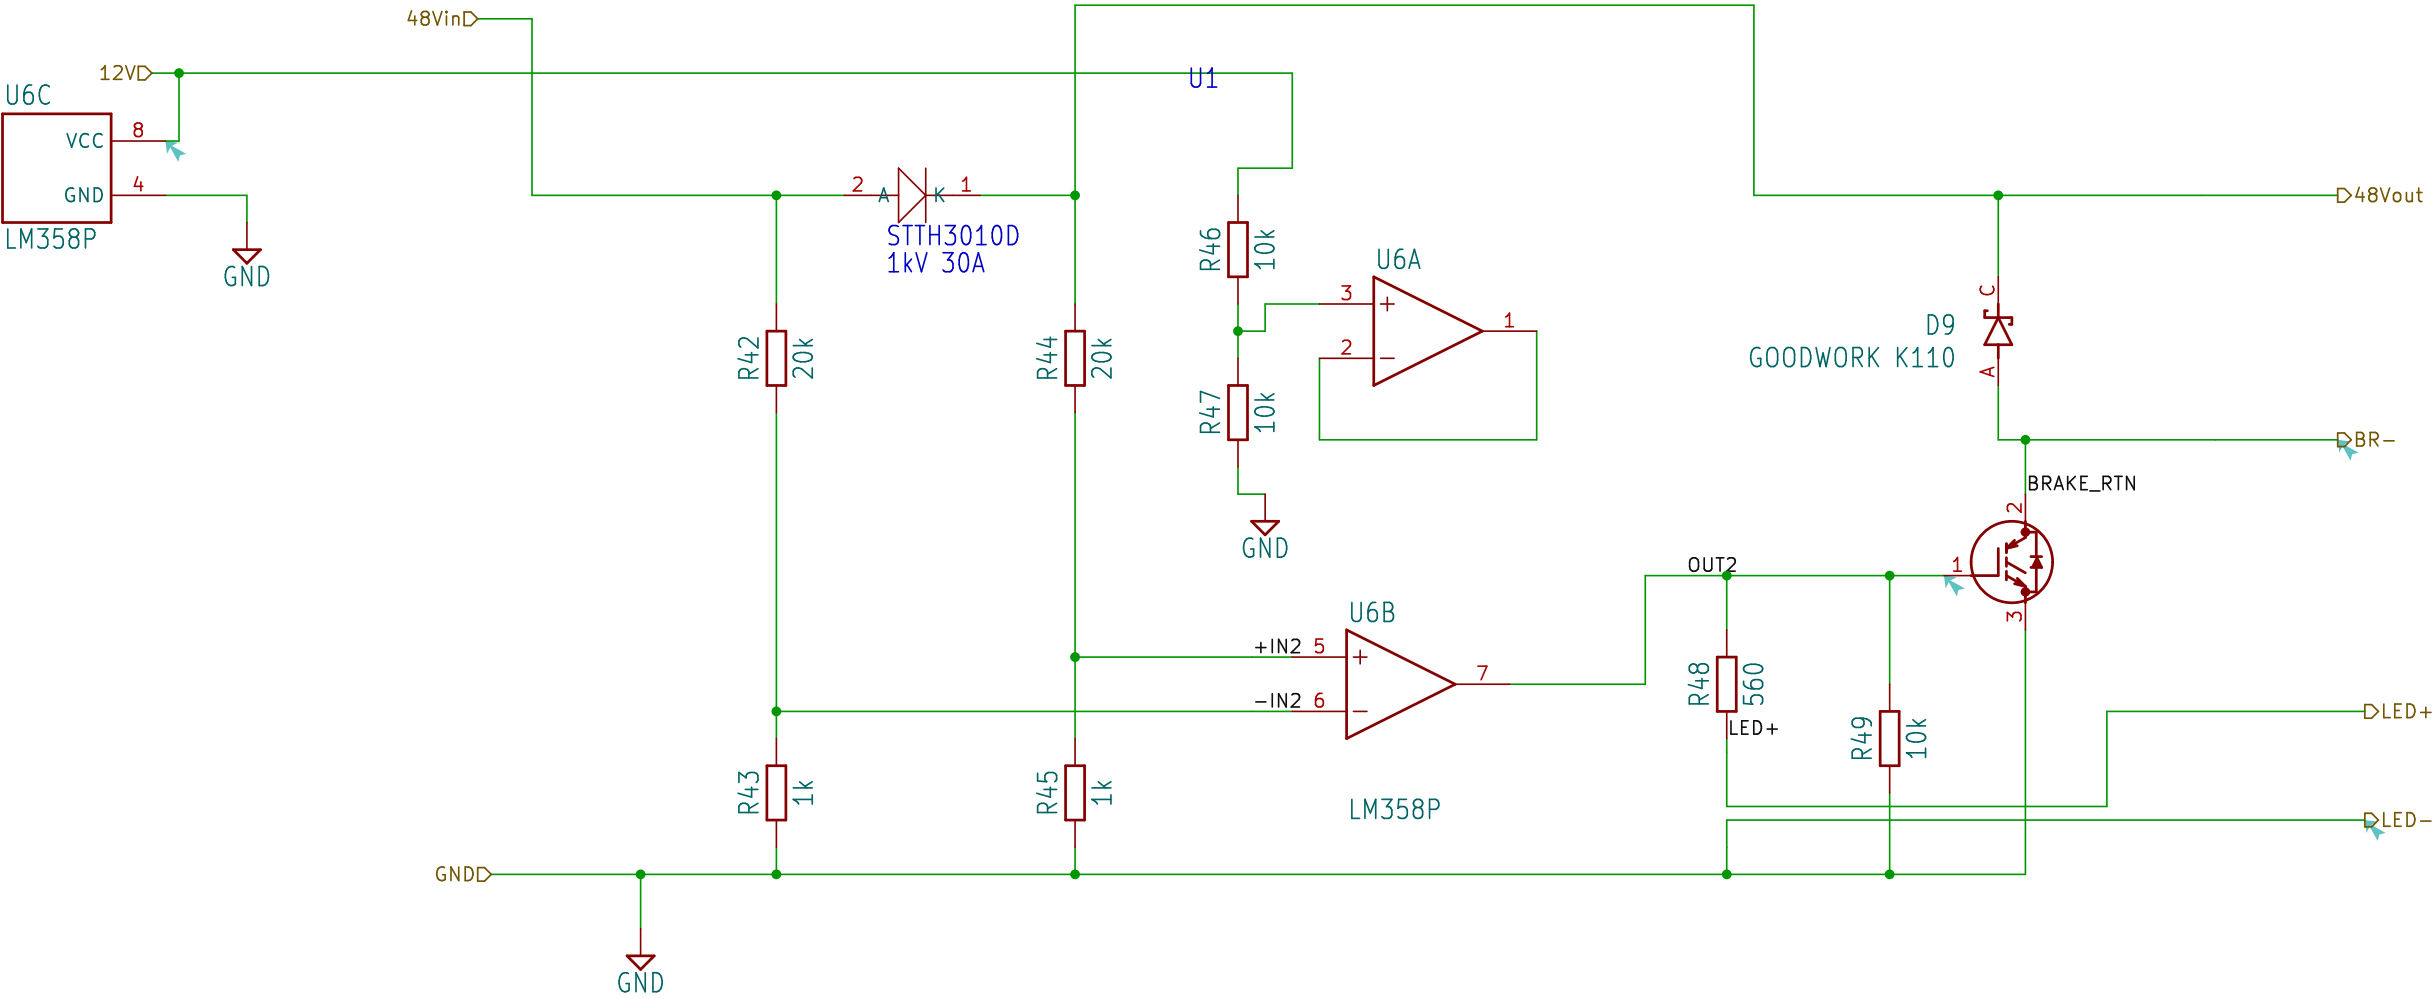 48Vin
12V
U1
U6C
VCC
8
GND
4
LM358P
GND
2
A
K
1
STTH3010D
1kV 30A
48Vout
R46
10k
U6A
3
+
1
2
−
R42
20k
R44
20k
R47
10k
GND
C
D9
GOODWORK K110
A
BR-
BRAKE_RTN
2
1
3
OUT2
U6B
+IN2
5
+
7
-IN2
6
−
LM358P
R48
560
LED+
R49
10k
LED+
LED-
R43
1k
R45
1k
GND
GND